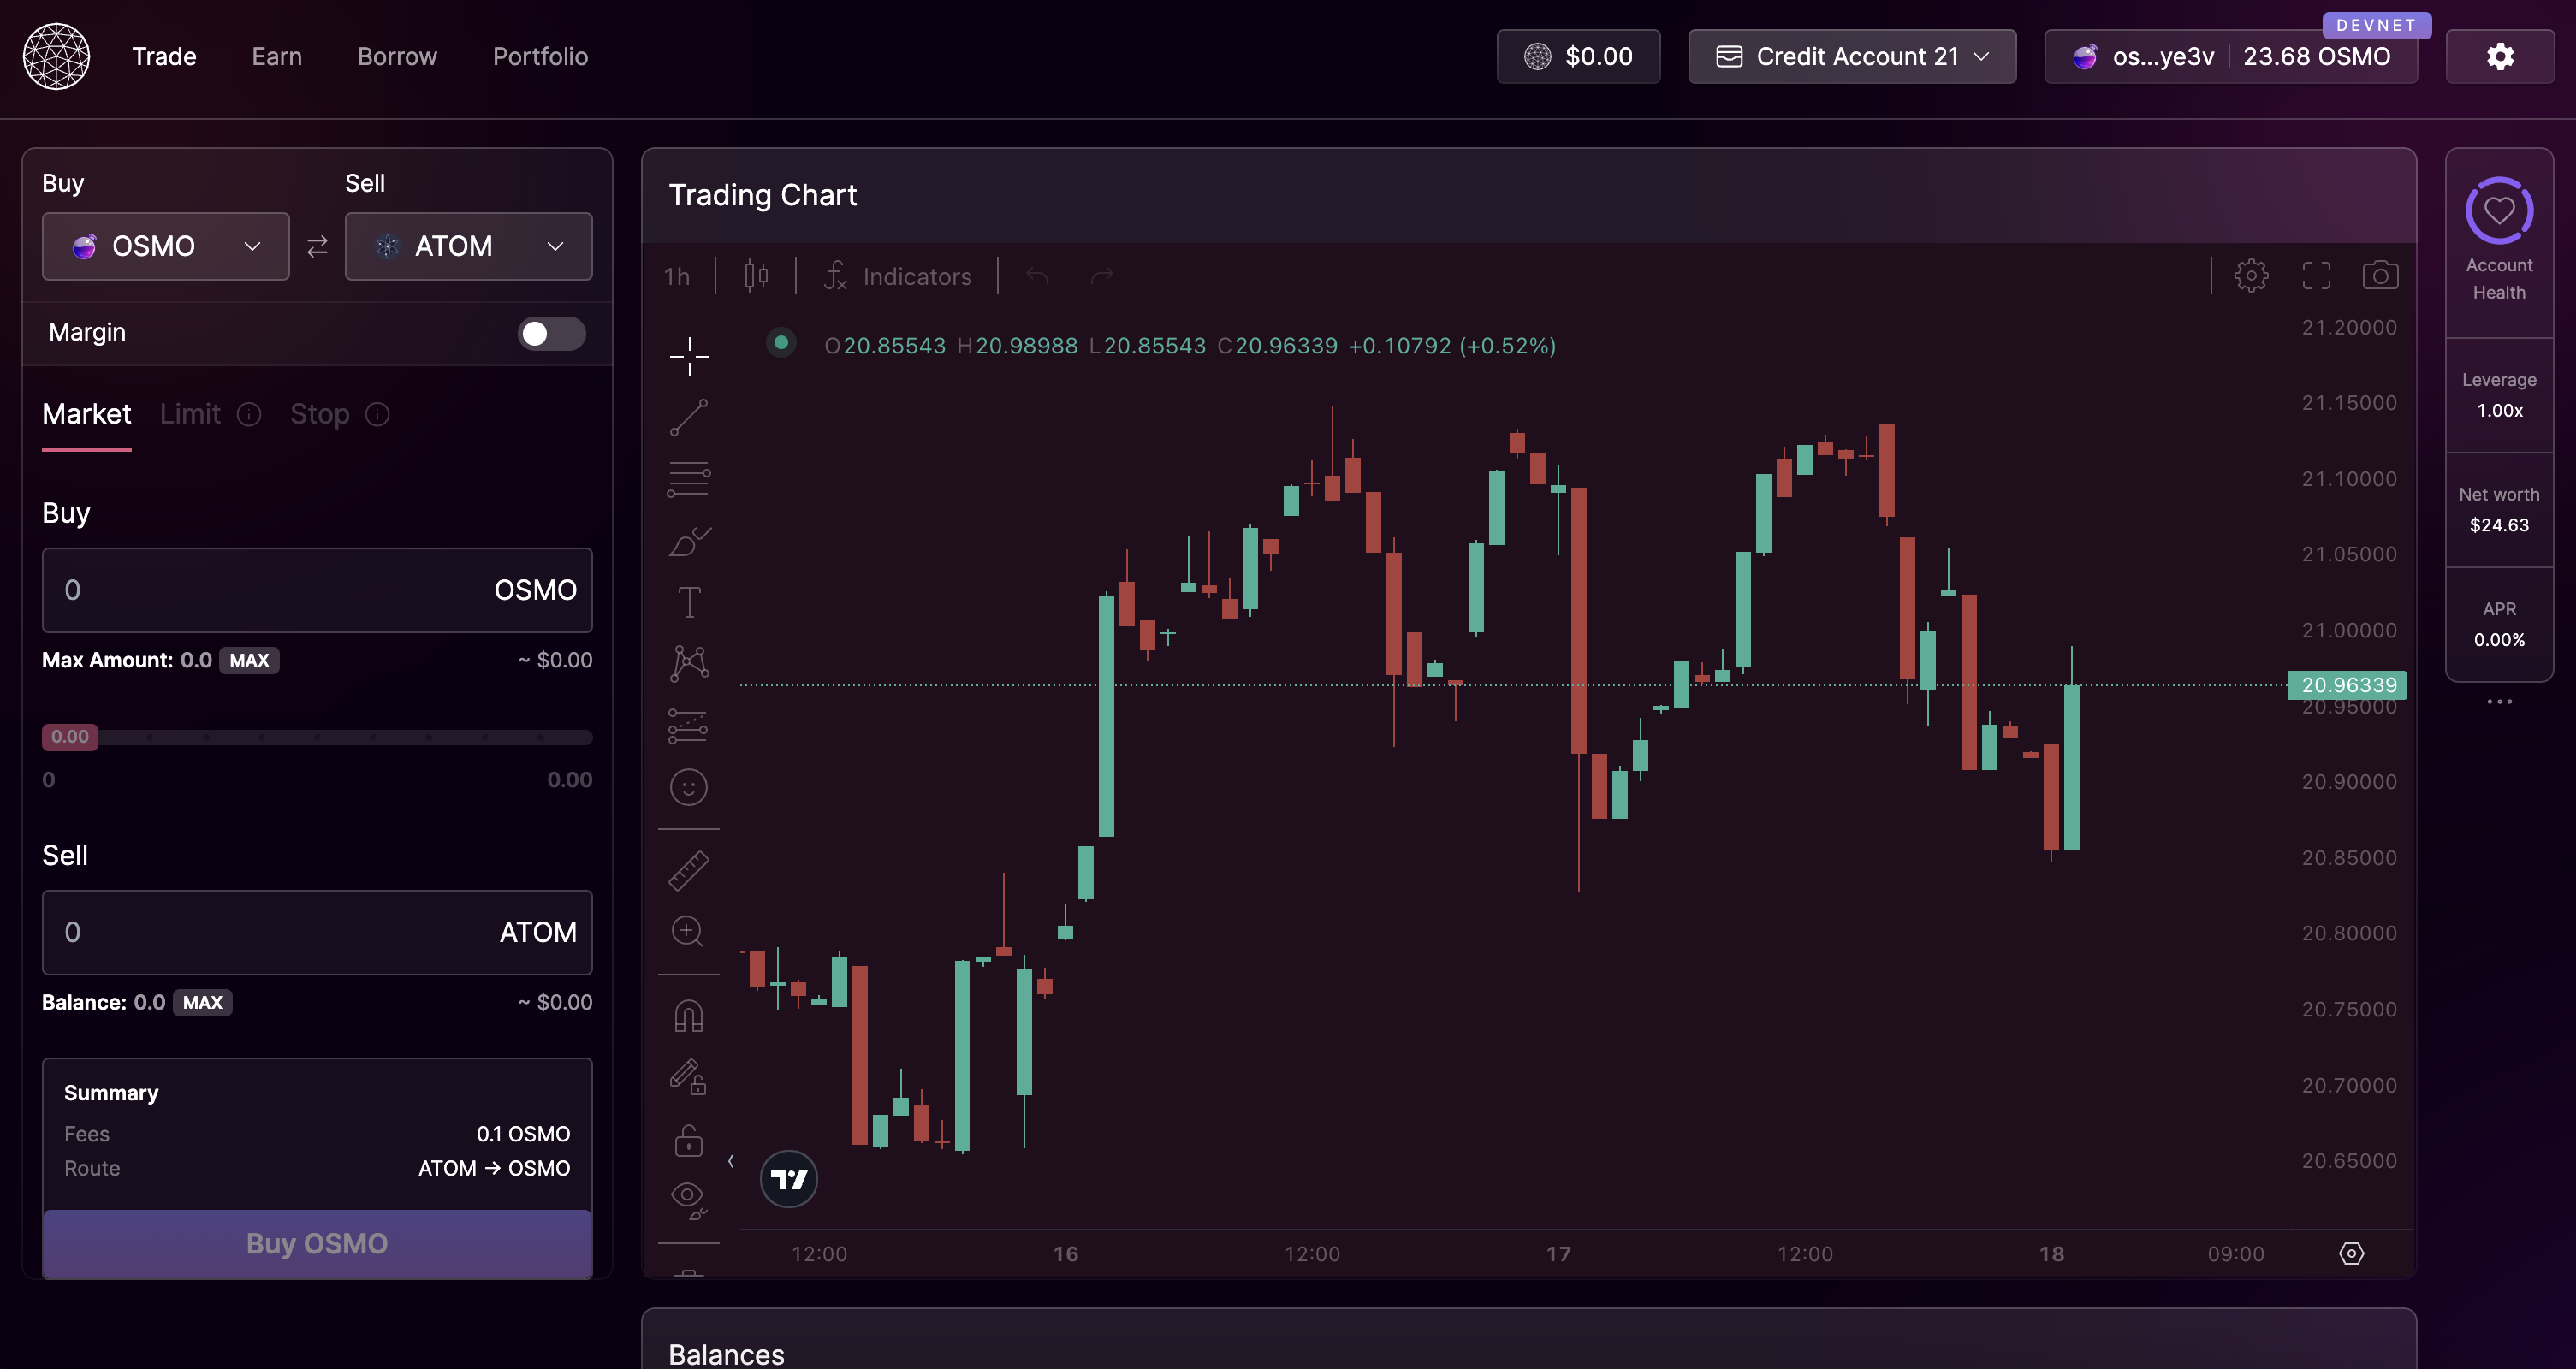 DEVNET
Trade Earn Borrow Portfolio $0.00 Credit Account 21 os...ye3v 23.68 OSMO
Buy Sell
OSMO ATOM
Margin
Market Limit Stop
Buy
0 OSMO
Max Amount: 0.0 MAX ~ $0.00
0.00
0 0.00
Sell
0 ATOM
Balance: 0.0 MAX ~ $0.00
Summary
Fees 0.1 OSMO
Route ATOM → OSMO
Buy OSMO
Trading Chart
1h Indicators
O20.85543 H20.98988 L20.85543 C20.96339 +0.10792 (+0.52%)
21.20000
21.15000
21.10000
21.05000
21.00000
20.96339
20.95000
20.90000
20.85000
20.80000
20.75000
20.70000
20.65000
12:00 16 12:00 17 12:00 18 09:00
Balances
Account
Health
Leverage
1.00x
Net worth
$24.63
APR
0.00%